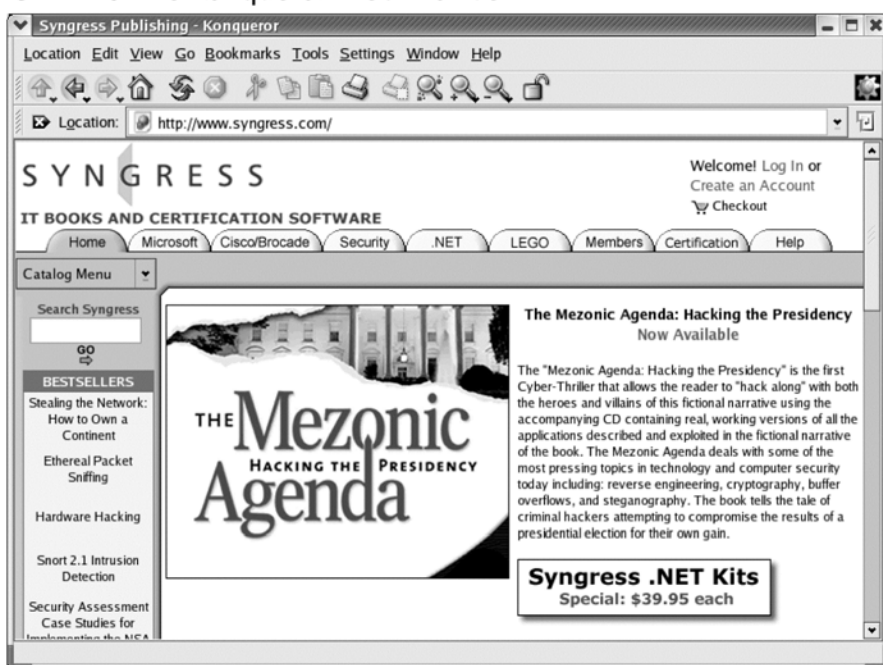 Syngress Publishing - Konqueror
Location Edit View Go Bookmarks Tools Settings Window Help
Location: http://www.syngress.com/
SYNGRESS
IT BOOKS AND CERTIFICATION SOFTWARE
Welcome! Log In or
Create an Account
Checkout
Home Microsoft Cisco/Brocade Security .NET LEGO Members Certification Help
Catalog Menu
Search Syngress
GO
BESTSELLERS
Stealing the Network:
How to Own a
Continent
Ethereal Packet
Sniffing
Hardware Hacking
Snort 2.1 Intrusion
Detection
Security Assessment
Case Studies for
Implementing the NSA
THE Mezonic
HACKING THE PRESIDENCY
Agenda
The Mezonic Agenda: Hacking the Presidency
Now Available
The "Mezonic Agenda: Hacking the Presidency" is the first
Cyber-Thriller that allows the reader to "hack along" with both
the heroes and villains of this fictional narrative using the
accompanying CD containing real, working versions of all the
applications described and exploited in the fictional narrative
of the book. The Mezonic Agenda deals with some of the
most pressing topics in technology and computer security
today including: reverse engineering, cryptography, buffer
overflows, and steganography. The book tells the tale of
criminal hackers attempting to compromise the results of a
presidential election for their own gain.
Syngress .NET Kits
Special: $39.95 each